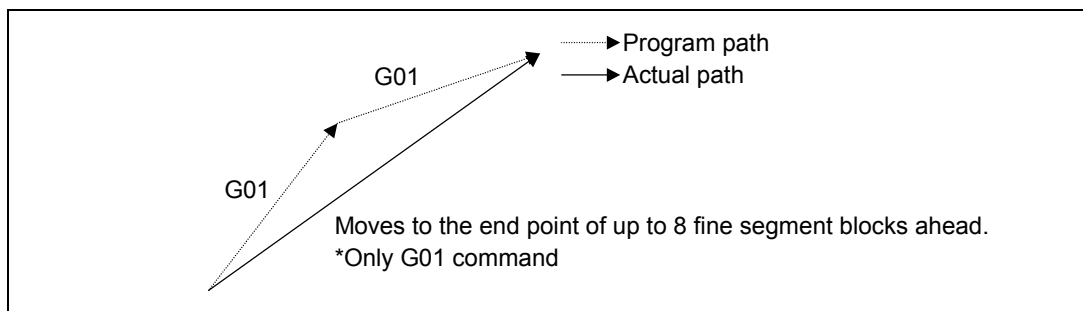 Program path
Actual path
G01
G01
Moves to the end point of up to 8 fine segment blocks ahead.
*Only G01 command